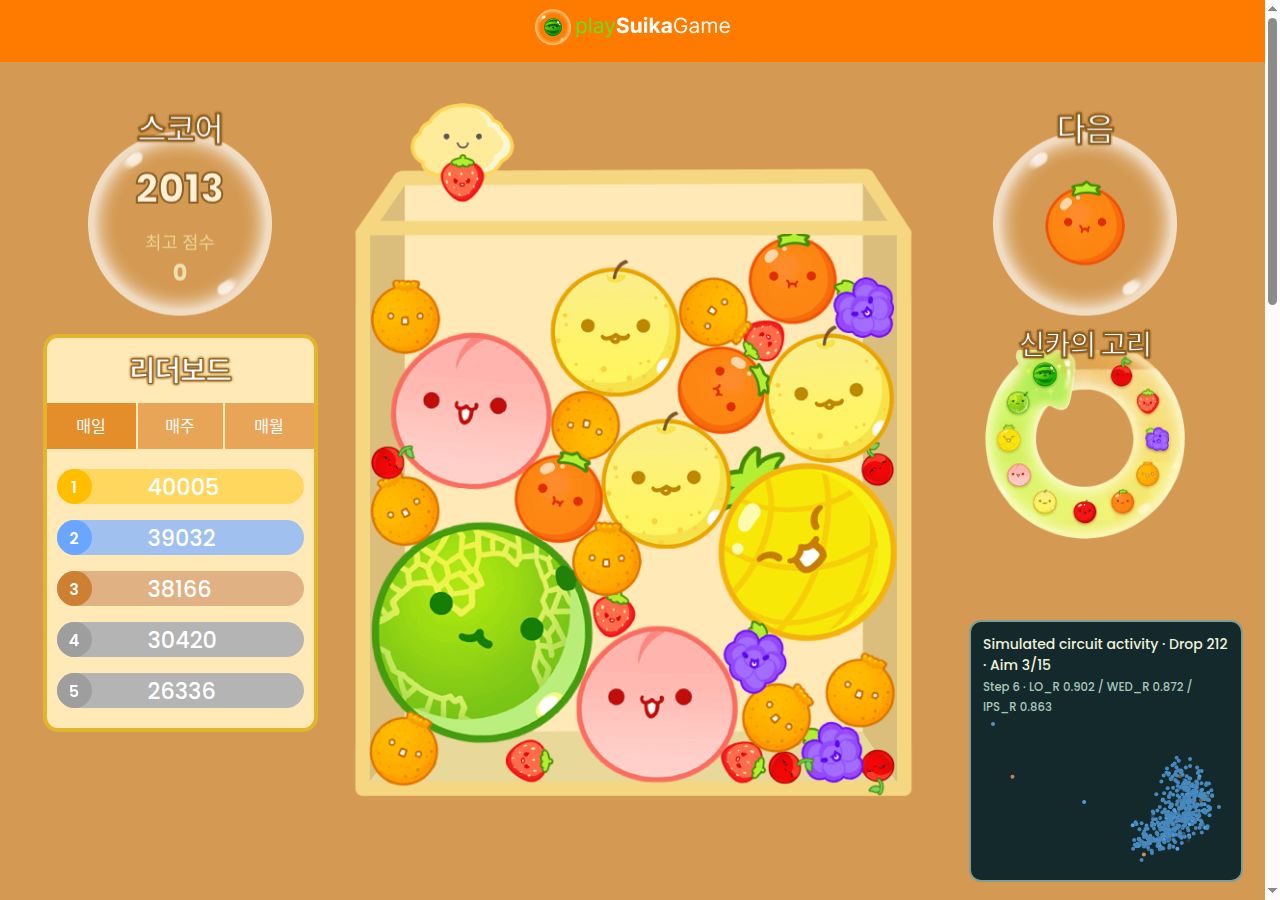 playSuikaGame
스코어
2013
최고 점수
0
리더보드
매일 매주 매월
1 40005
2 39032
3 38166
4 30420
5 26336
다음
신카의 고리
Simulated circuit activity · Drop 212
· Aim 3/15
Step 6 · LO_R 0.902 / WED_R 0.872 /
IPS_R 0.863